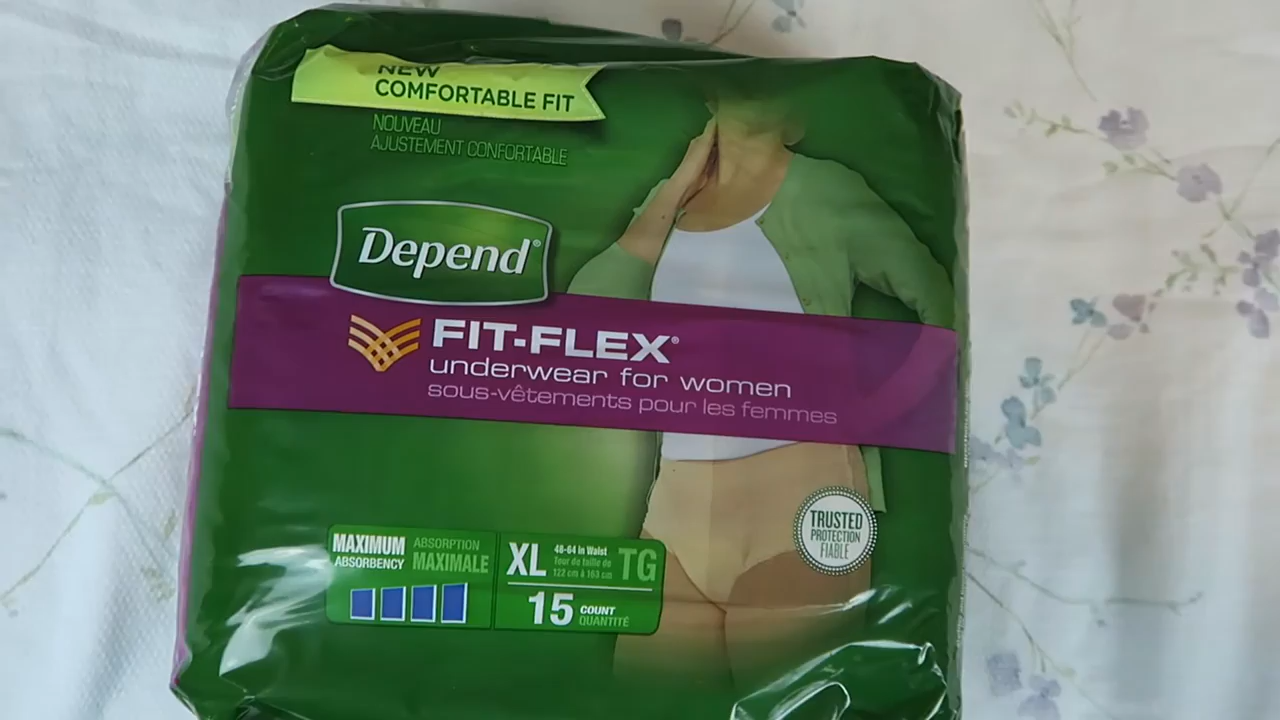 NEW
COMFORTABLE FIT
NOUVEAU
AJUSTEMENT CONFORTABLE
Depend®
FIT-FLEX®
underwear for women
sous-vêtements pour les femmes
TRUSTED
PROTECTION
FIABLE
MAXIMUM
ABSORBENCY
ABSORPTION
MAXIMALE
XL
48-64 in Waist
Tour de taille de
122 cm à 163 cm
TG
15
COUNT
QUANTITÉ